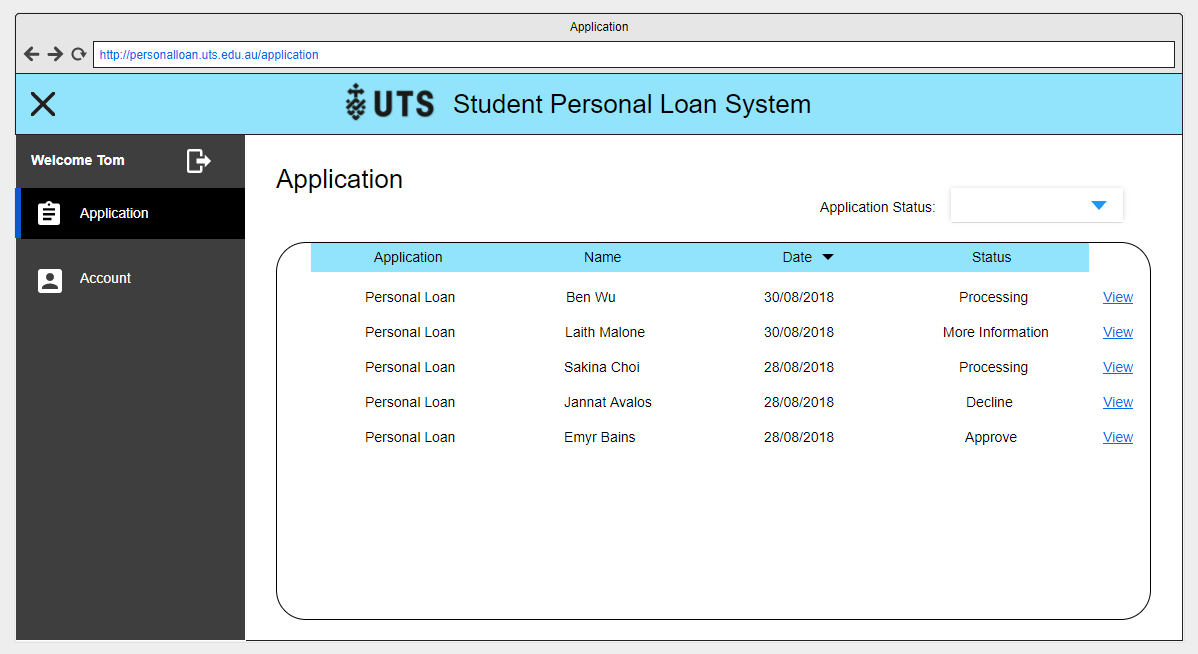 Application
http://personalloan.uts.edu.au/application
UTS Student Personal Loan System
Welcome Tom
Application
Account
Application
Application Status:
Application Name Date Status
Personal Loan Ben Wu 30/08/2018 Processing View
Personal Loan Laith Malone 30/08/2018 More Information View
Personal Loan Sakina Choi 28/08/2018 Processing View
Personal Loan Jannat Avalos 28/08/2018 Decline View
Personal Loan Emyr Bains 28/08/2018 Approve View